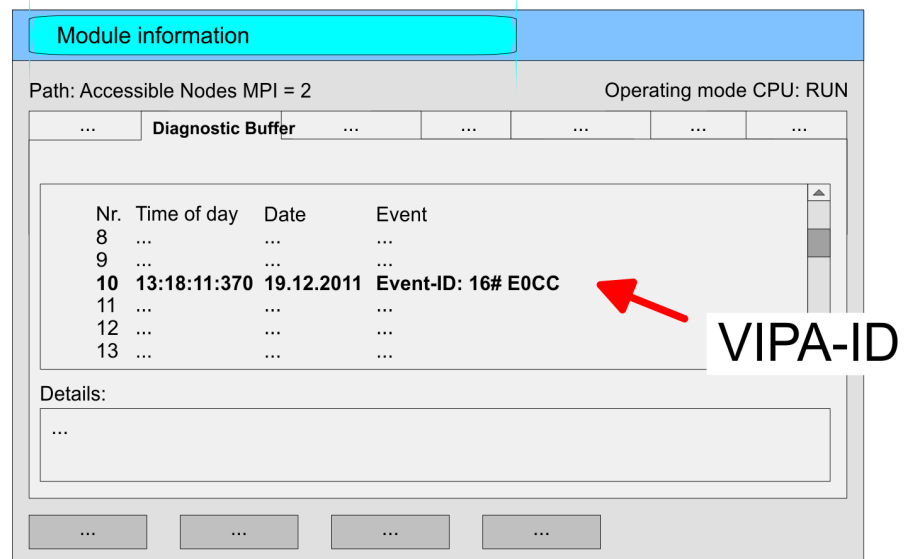 Module information
Path: Accessible Nodes MPI = 2 Operating mode CPU: RUN
... Diagnostic Buffer ... ... ... ... ...
Nr. Time of day Date Event
8 ... ... ...
9 ... ... ...
10 13:18:11:370 19.12.2011 Event-ID: 16# E0CC
11 ... ... ...
12 ... ... ...
13 ... ... ...
VIPA-ID
Details:
...
... ... ... ...